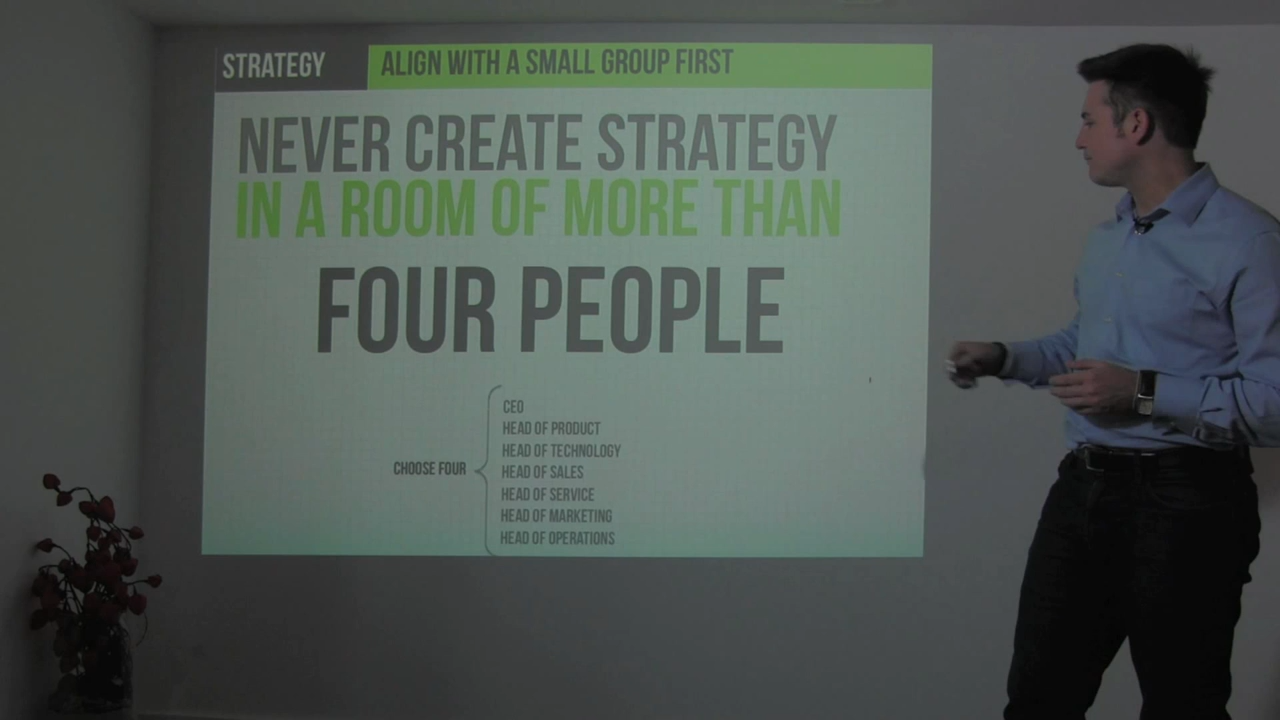 STRATEGY
ALIGN WITH A SMALL GROUP FIRST
NEVER CREATE STRATEGY
IN A ROOM OF MORE THAN
FOUR PEOPLE
CHOOSE FOUR
CEO
HEAD OF PRODUCT
HEAD OF TECHNOLOGY
HEAD OF SALES
HEAD OF SERVICE
HEAD OF MARKETING
HEAD OF OPERATIONS